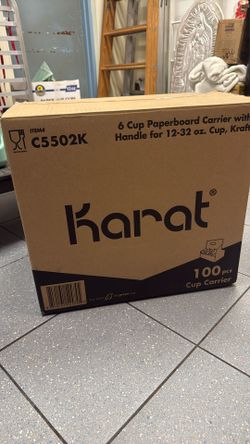 ITEM#
C5502K
6 Cup Paperboard Carrier with
Handle for 12-32 oz. Cup, Kraft
Karat®
100 pcs
Cup Carrier